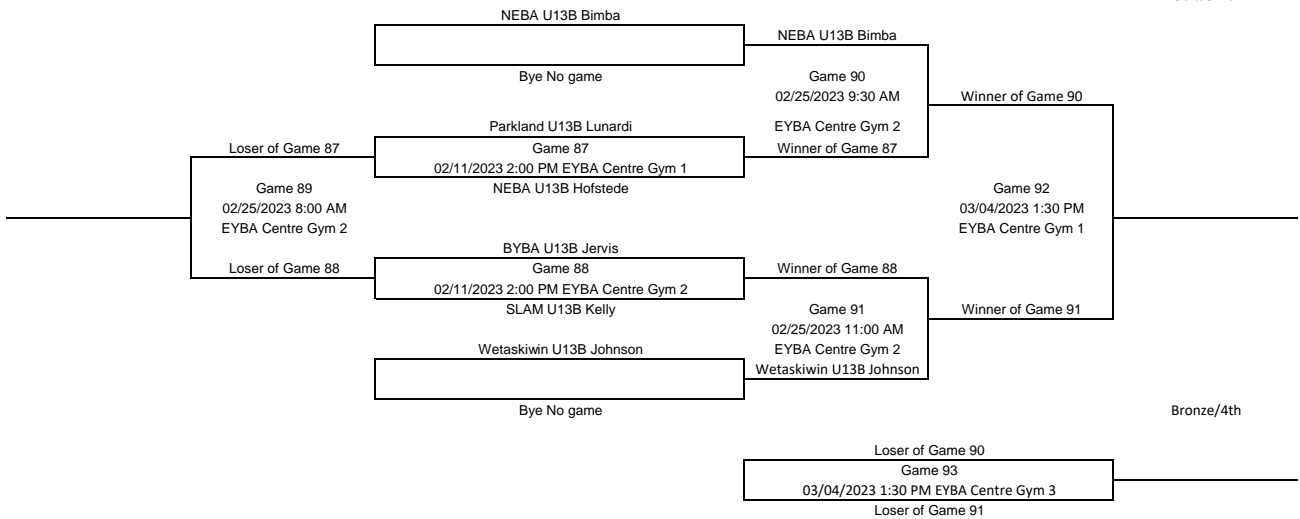 NEBA U13B Bimba
NEBA U13B Bimba
Bye No game
Game 90
02/25/2023 9:30 AM
Winner of Game 90
Parkland U13B Lunardi
EYBA Centre Gym 2
Loser of Game 87
Game 87
Winner of Game 87
02/11/2023 2:00 PM EYBA Centre Gym 1
Game 89
NEBA U13B Hofstede
Game 92
02/25/2023 8:00 AM
03/04/2023 1:30 PM
EYBA Centre Gym 2
EYBA Centre Gym 1
BYBA U13B Jervis
Loser of Game 88
Game 88
Winner of Game 88
02/11/2023 2:00 PM EYBA Centre Gym 2
SLAM U13B Kelly
Game 91
Winner of Game 91
02/25/2023 11:00 AM
Wetaskiwin U13B Johnson
EYBA Centre Gym 2
Wetaskiwin U13B Johnson
Bye No game
Bronze/4th
Loser of Game 90
Game 93
03/04/2023 1:30 PM EYBA Centre Gym 3
Loser of Game 91